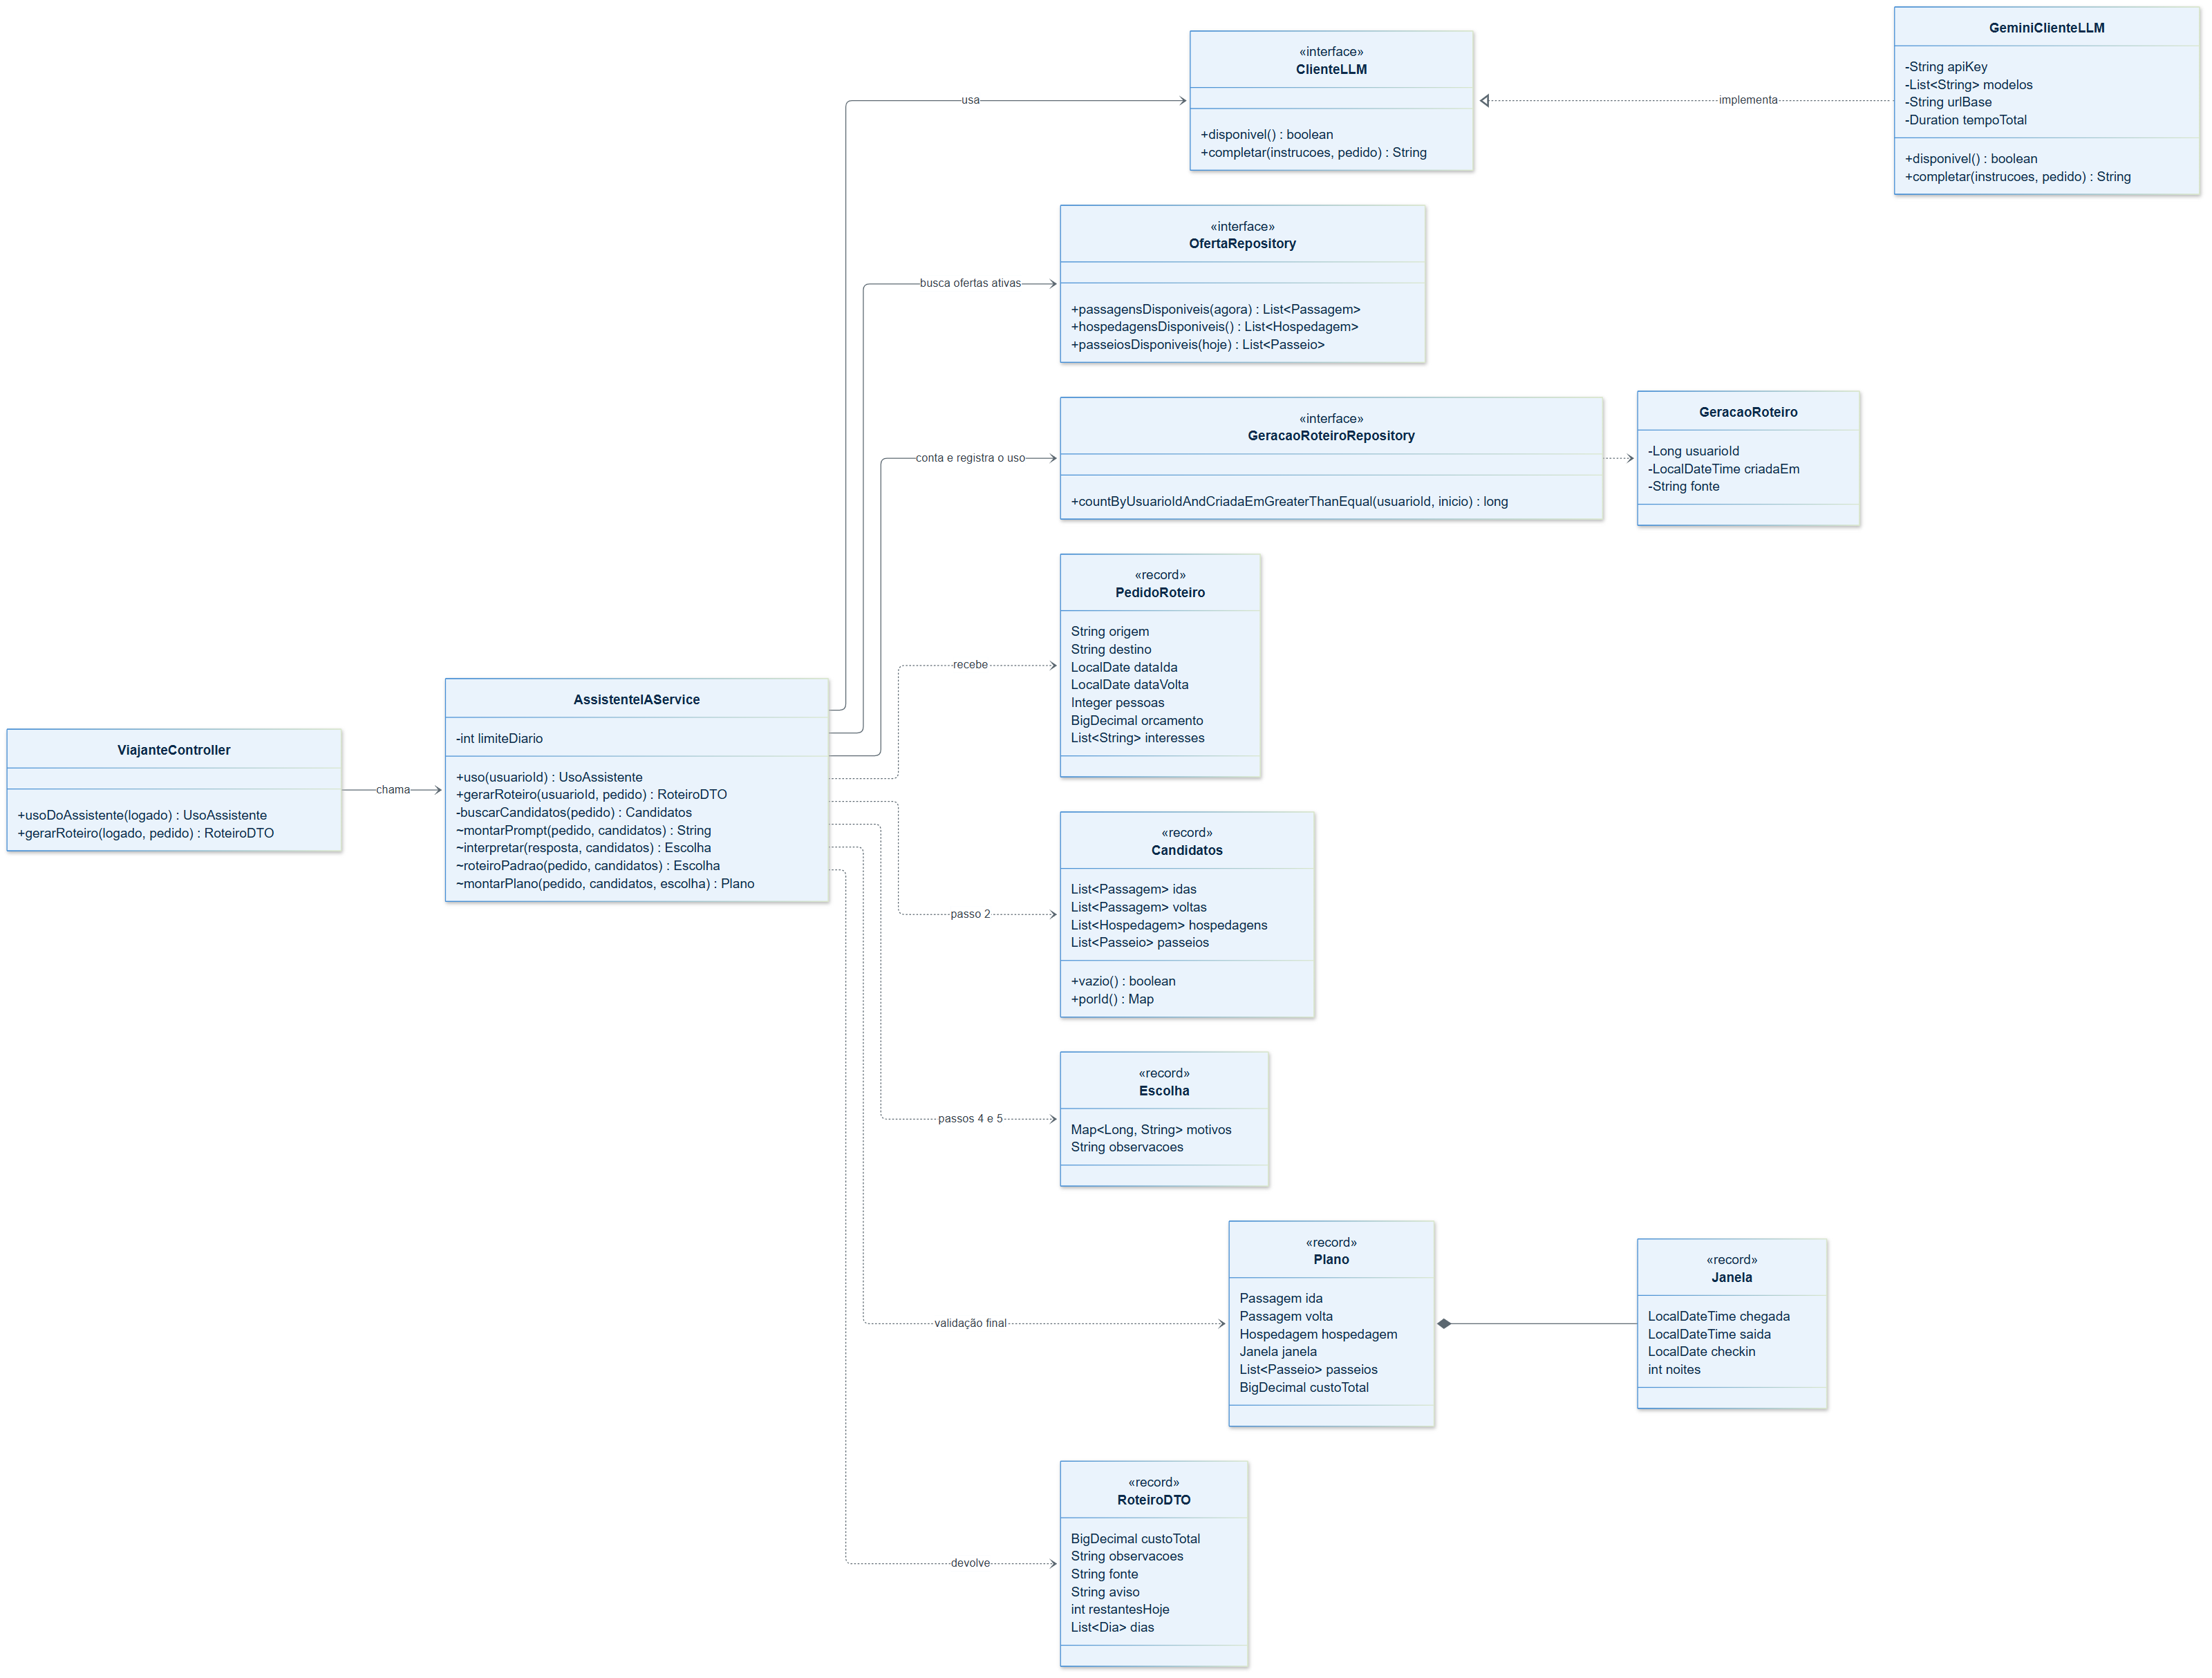 GeminiClienteLLM
-String apiKey
-List<String> modelos
-String urlBase
-Duration tempoTotal
+disponivel() : boolean
+completar(instrucoes, pedido) : String
implementa
«interface»
ClienteLLM
+disponivel() : boolean
+completar(instrucoes, pedido) : String
usa
«interface»
OfertaRepository
+passagensDisponiveis(agora) : List<Passagem>
+hospedagensDisponiveis() : List<Hospedagem>
+passeiosDisponiveis(hoje) : List<Passeio>
busca ofertas ativas
«interface»
GeracaoRoteiroRepository
+countByUsuarioIdAndCriadaEmGreaterThanEqual(usuarioId, inicio) : long
conta e registra o uso
GeracaoRoteiro
-Long usuarioId
-LocalDateTime criadaEm
-String fonte
«record»
PedidoRoteiro
String origem
String destino
LocalDate dataIda
LocalDate dataVolta
Integer pessoas
BigDecimal orcamento
List<String> interesses
recebe
ViajanteController
+usoDoAssistente(logado) : UsoAssistente
+gerarRoteiro(logado, pedido) : RoteiroDTO
chama
AssistenteIAService
-int limiteDiario
+uso(usuarioId) : UsoAssistente
+gerarRoteiro(usuarioId, pedido) : RoteiroDTO
-buscarCandidatos(pedido) : Candidatos
~montarPrompt(pedido, candidatos) : String
~interpretar(resposta, candidatos) : Escolha
~roteiroPadrao(pedido, candidatos) : Escolha
~montarPlano(pedido, candidatos, escolha) : Plano
«record»
Candidatos
List<Passagem> idas
List<Passagem> voltas
List<Hospedagem> hospedagens
List<Passeio> passeios
+vazio() : boolean
+porId() : Map
passo 2
«record»
Escolha
Map<Long, String> motivos
String observacoes
passos 4 e 5
«record»
Plano
Passagem ida
Passagem volta
Hospedagem hospedagem
Janela janela
List<Passeio> passeios
BigDecimal custoTotal
validação final
«record»
Janela
LocalDateTime chegada
LocalDateTime saida
LocalDate checkin
int noites
«record»
RoteiroDTO
BigDecimal custoTotal
String observacoes
String fonte
String aviso
int restantesHoje
List<Dia> dias
devolve